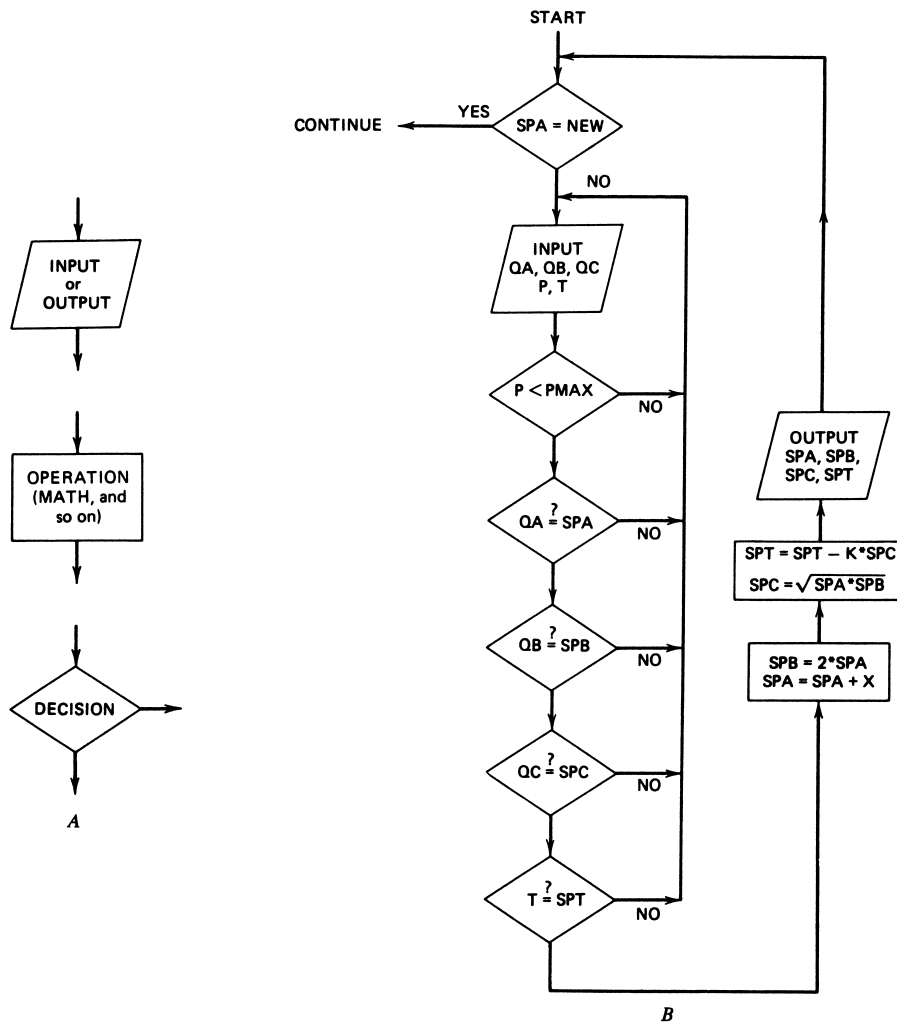 INPUT
or
OUTPUT
OPERATION
(MATH, and
so on)
DECISION
A
START
SPA = NEW
YES
CONTINUE
NO
INPUT
QA, QB, QC
P, T
P < PMAX
NO
?
QA = SPA
NO
?
QB = SPB
NO
?
QC = SPC
NO
?
T = SPT
NO
OUTPUT
SPA, SPB,
SPC, SPT
SPT = SPT – K*SPC
SPC = √SPA*SPB
SPB = 2*SPA
SPA = SPA + X
B